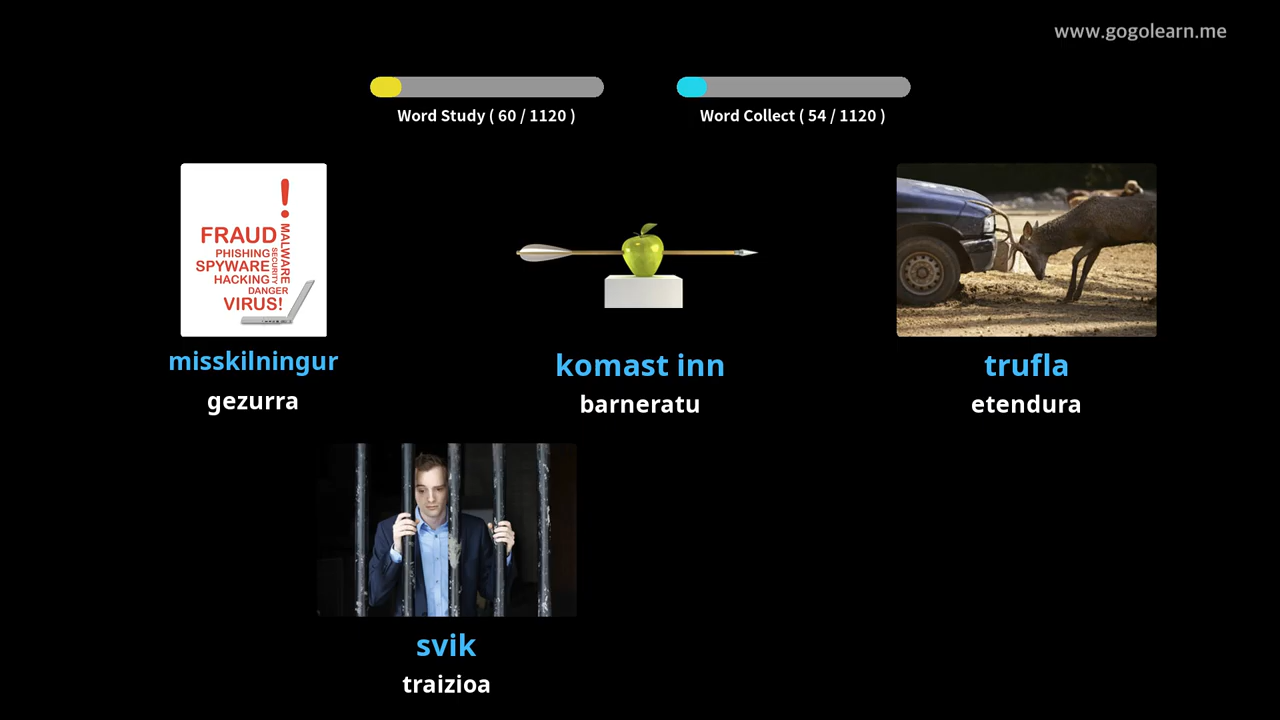 www.gogolearn.me
Word Study ( 60 / 1120 )
Word Collect ( 54 / 1120 )
!
FRAUD
PHISHING
SPYWARE
HACKING
DANGER
VIRUS!
SECURITY
MALWARE
misskilningur
gezurra
komast inn
barneratu
trufla
etendura
svik
traizioa